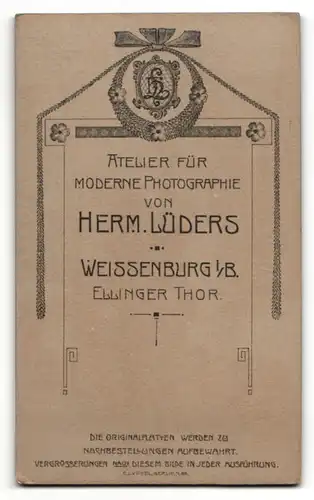 ATELIER FÜR
MODERNE PHOTOGRAPHIE
VON
HERM. LÜDERS
WEISSENBURG I/B.
ELLINGER THOR.
DIE ORIGINALPLATTEN WERDEN ZU
NACHBESTELLUNGEN AUFBEWAHRT.
VERGRÖSSERUNGEN NACH DIESEM BILDE IN JEDER AUSFÜHRUNG.